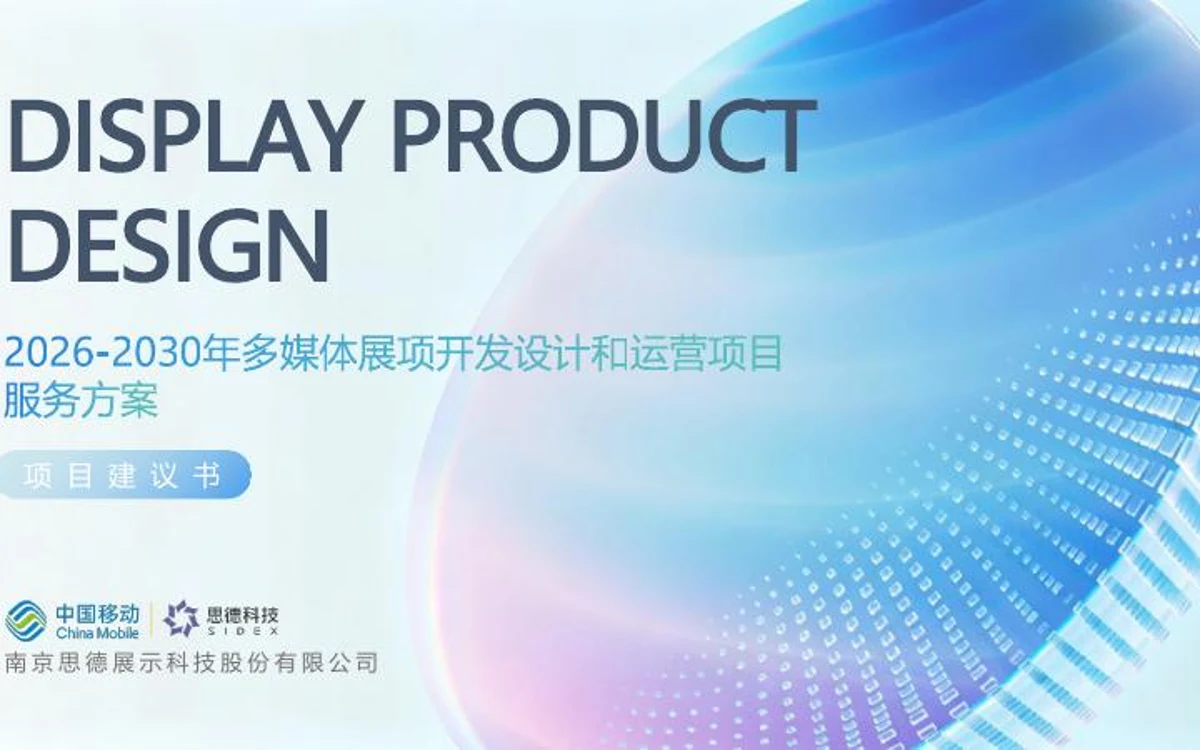 DISPLAY PRODUCT
DESIGN
2026-2030年多媒体展项开发设计和运营项目
服务方案
项目建议书
中国移动
China Mobile
思德科技
SIDEX
南京思德展示科技股份有限公司